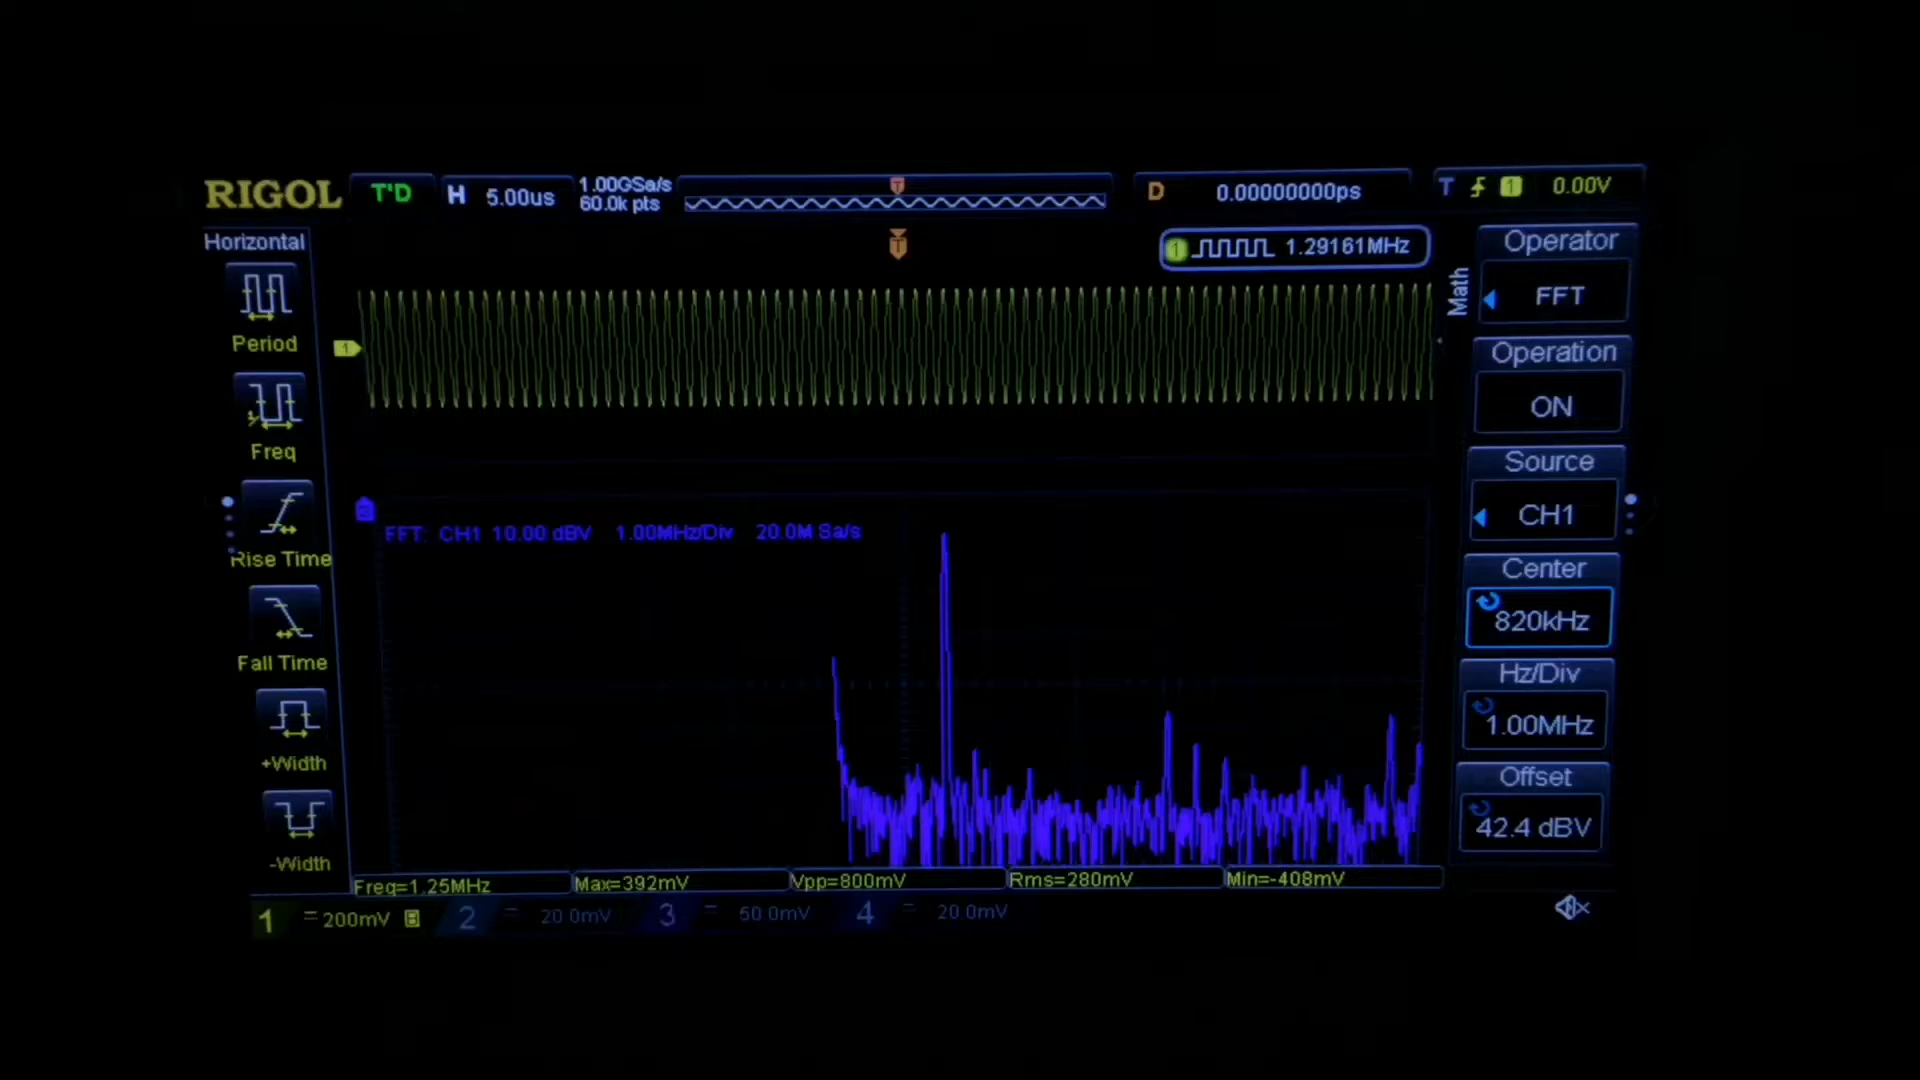 RIGOL T'D H 5.00us 1.00GSa/s 60.0k pts T D 0.00000000ps T 1 0.00V
Horizontal
Period
Freq
Rise Time
Fall Time
+Width
-Width
T
1 1.29161MHz
1
FFT: CH1 10.00 dBV 1.00MHz/Div 20.0M Sa/s
Math
Operator
FFT
Operation
ON
Source
CH1
Center
820kHz
Hz/Div
1.00MHz
Offset
42.4 dBV
Freq=1.25MHz Max=392mV Vpp=800mV Rms=280mV Min=-408mV
1 = 200mV B 2 = 20.0mV 3 = 50.0mV 4 = 20.0mV